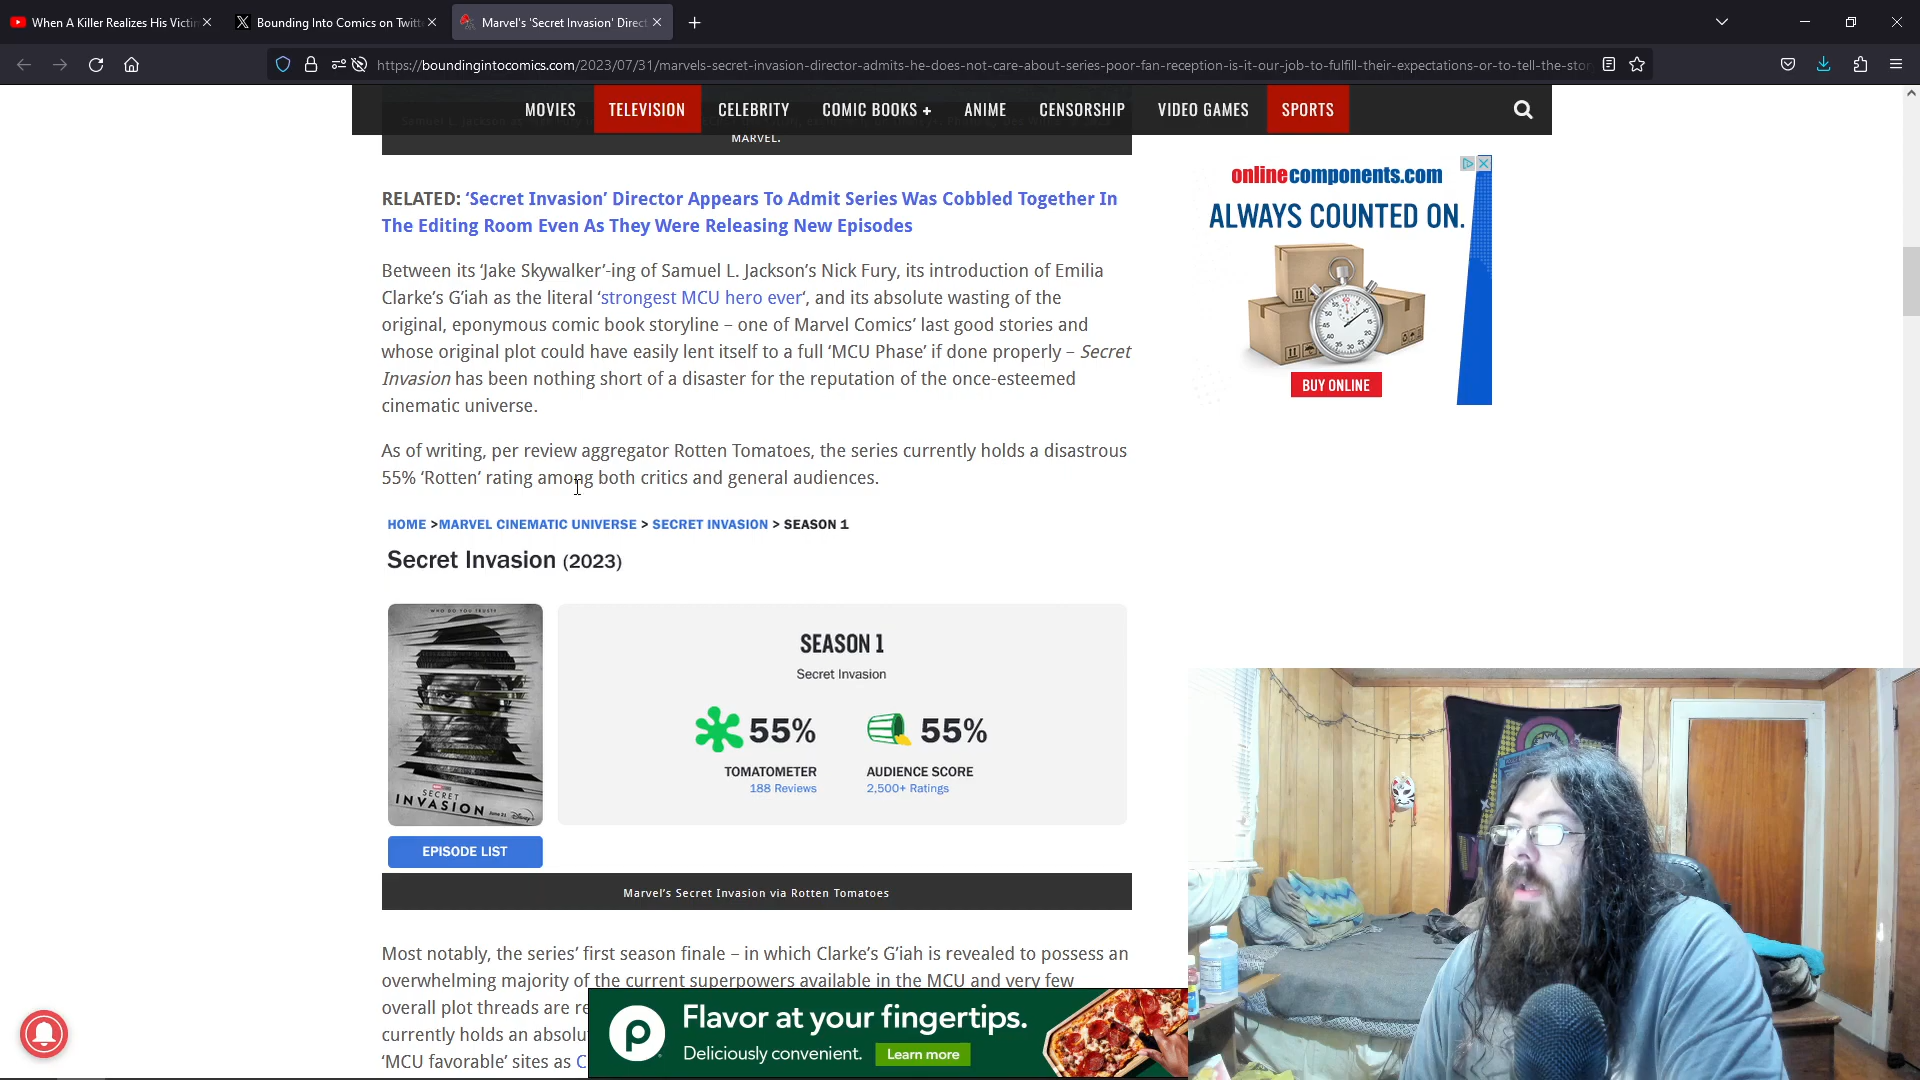 When A Killer Realizes His Victi
Bounding Into Comics on Twitt
Marvel's 'Secret Invasion' Direct
https://boundingintocomics.com/2023/07/31/marvels-secret-invasion-director-admits-he-does-not-care-about-series-poor-fan-reception-is-it-our-job-to-fulfill-their-expectations-or-to-tell-the-stor
MOVIES TELEVISION CELEBRITY COMIC BOOKS + ANIME CENSORSHIP VIDEO GAMES SPORTS
MARVEL.
RELATED: ‘Secret Invasion’ Director Appears To Admit Series Was Cobbled Together In
The Editing Room Even As They Were Releasing New Episodes
Between its ‘Jake Skywalker’-ing of Samuel L. Jackson’s Nick Fury, its introduction of Emilia
Clarke’s G’iah as the literal ‘strongest MCU hero ever‘, and its absolute wasting of the
original, eponymous comic book storyline – one of Marvel Comics’ last good stories and
whose original plot could have easily lent itself to a full ‘MCU Phase’ if done properly – Secret
Invasion has been nothing short of a disaster for the reputation of the once-esteemed
cinematic universe.
As of writing, per review aggregator Rotten Tomatoes, the series currently holds a disastrous
55% ‘Rotten’ rating among both critics and general audiences.
HOME >MARVEL CINEMATIC UNIVERSE > SECRET INVASION > SEASON 1
Secret Invasion (2023)
WHO DO YOU TRUST?
SECRET
INVASION
June 21
Disney+
SEASON 1
Secret Invasion
55% 55%
TOMATOMETER AUDIENCE SCORE
188 Reviews 2,500+ Ratings
EPISODE LIST
Marvel’s Secret Invasion via Rotten Tomatoes
Most notably, the series’ first season finale – in which Clarke’s G’iah is revealed to possess an
overwhelming majority of the current superpowers available in the MCU and very few
overall plot threads are re
currently holds an absolu
‘MCU favorable’ sites as C
onlinecomponents.com
ALWAYS COUNTED ON.
BUY ONLINE
P
Flavor at your fingertips.
Deliciously convenient. Learn more